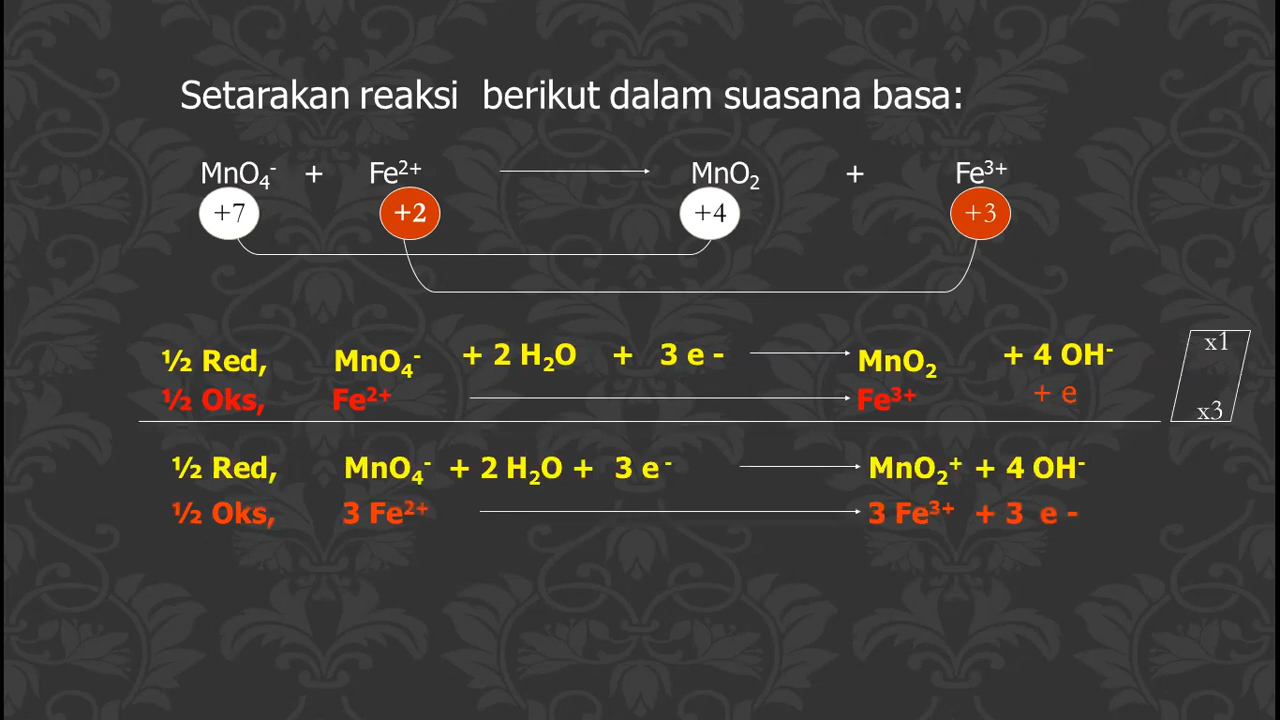 Setarakan reaksi berikut dalam suasana basa:
MnO₄⁻ + Fe²⁺ MnO₂ + Fe³⁺
+7 +2 +4 +3
½ Red, MnO₄⁻ + 2 H₂O + 3 e - MnO₂ + 4 OH⁻ x1
½ Oks, Fe²⁺ Fe³⁺ + e x3
½ Red, MnO₄⁻ + 2 H₂O + 3 e⁻ MnO₂⁺ + 4 OH⁻
½ Oks, 3 Fe²⁺ 3 Fe³⁺ + 3 e -